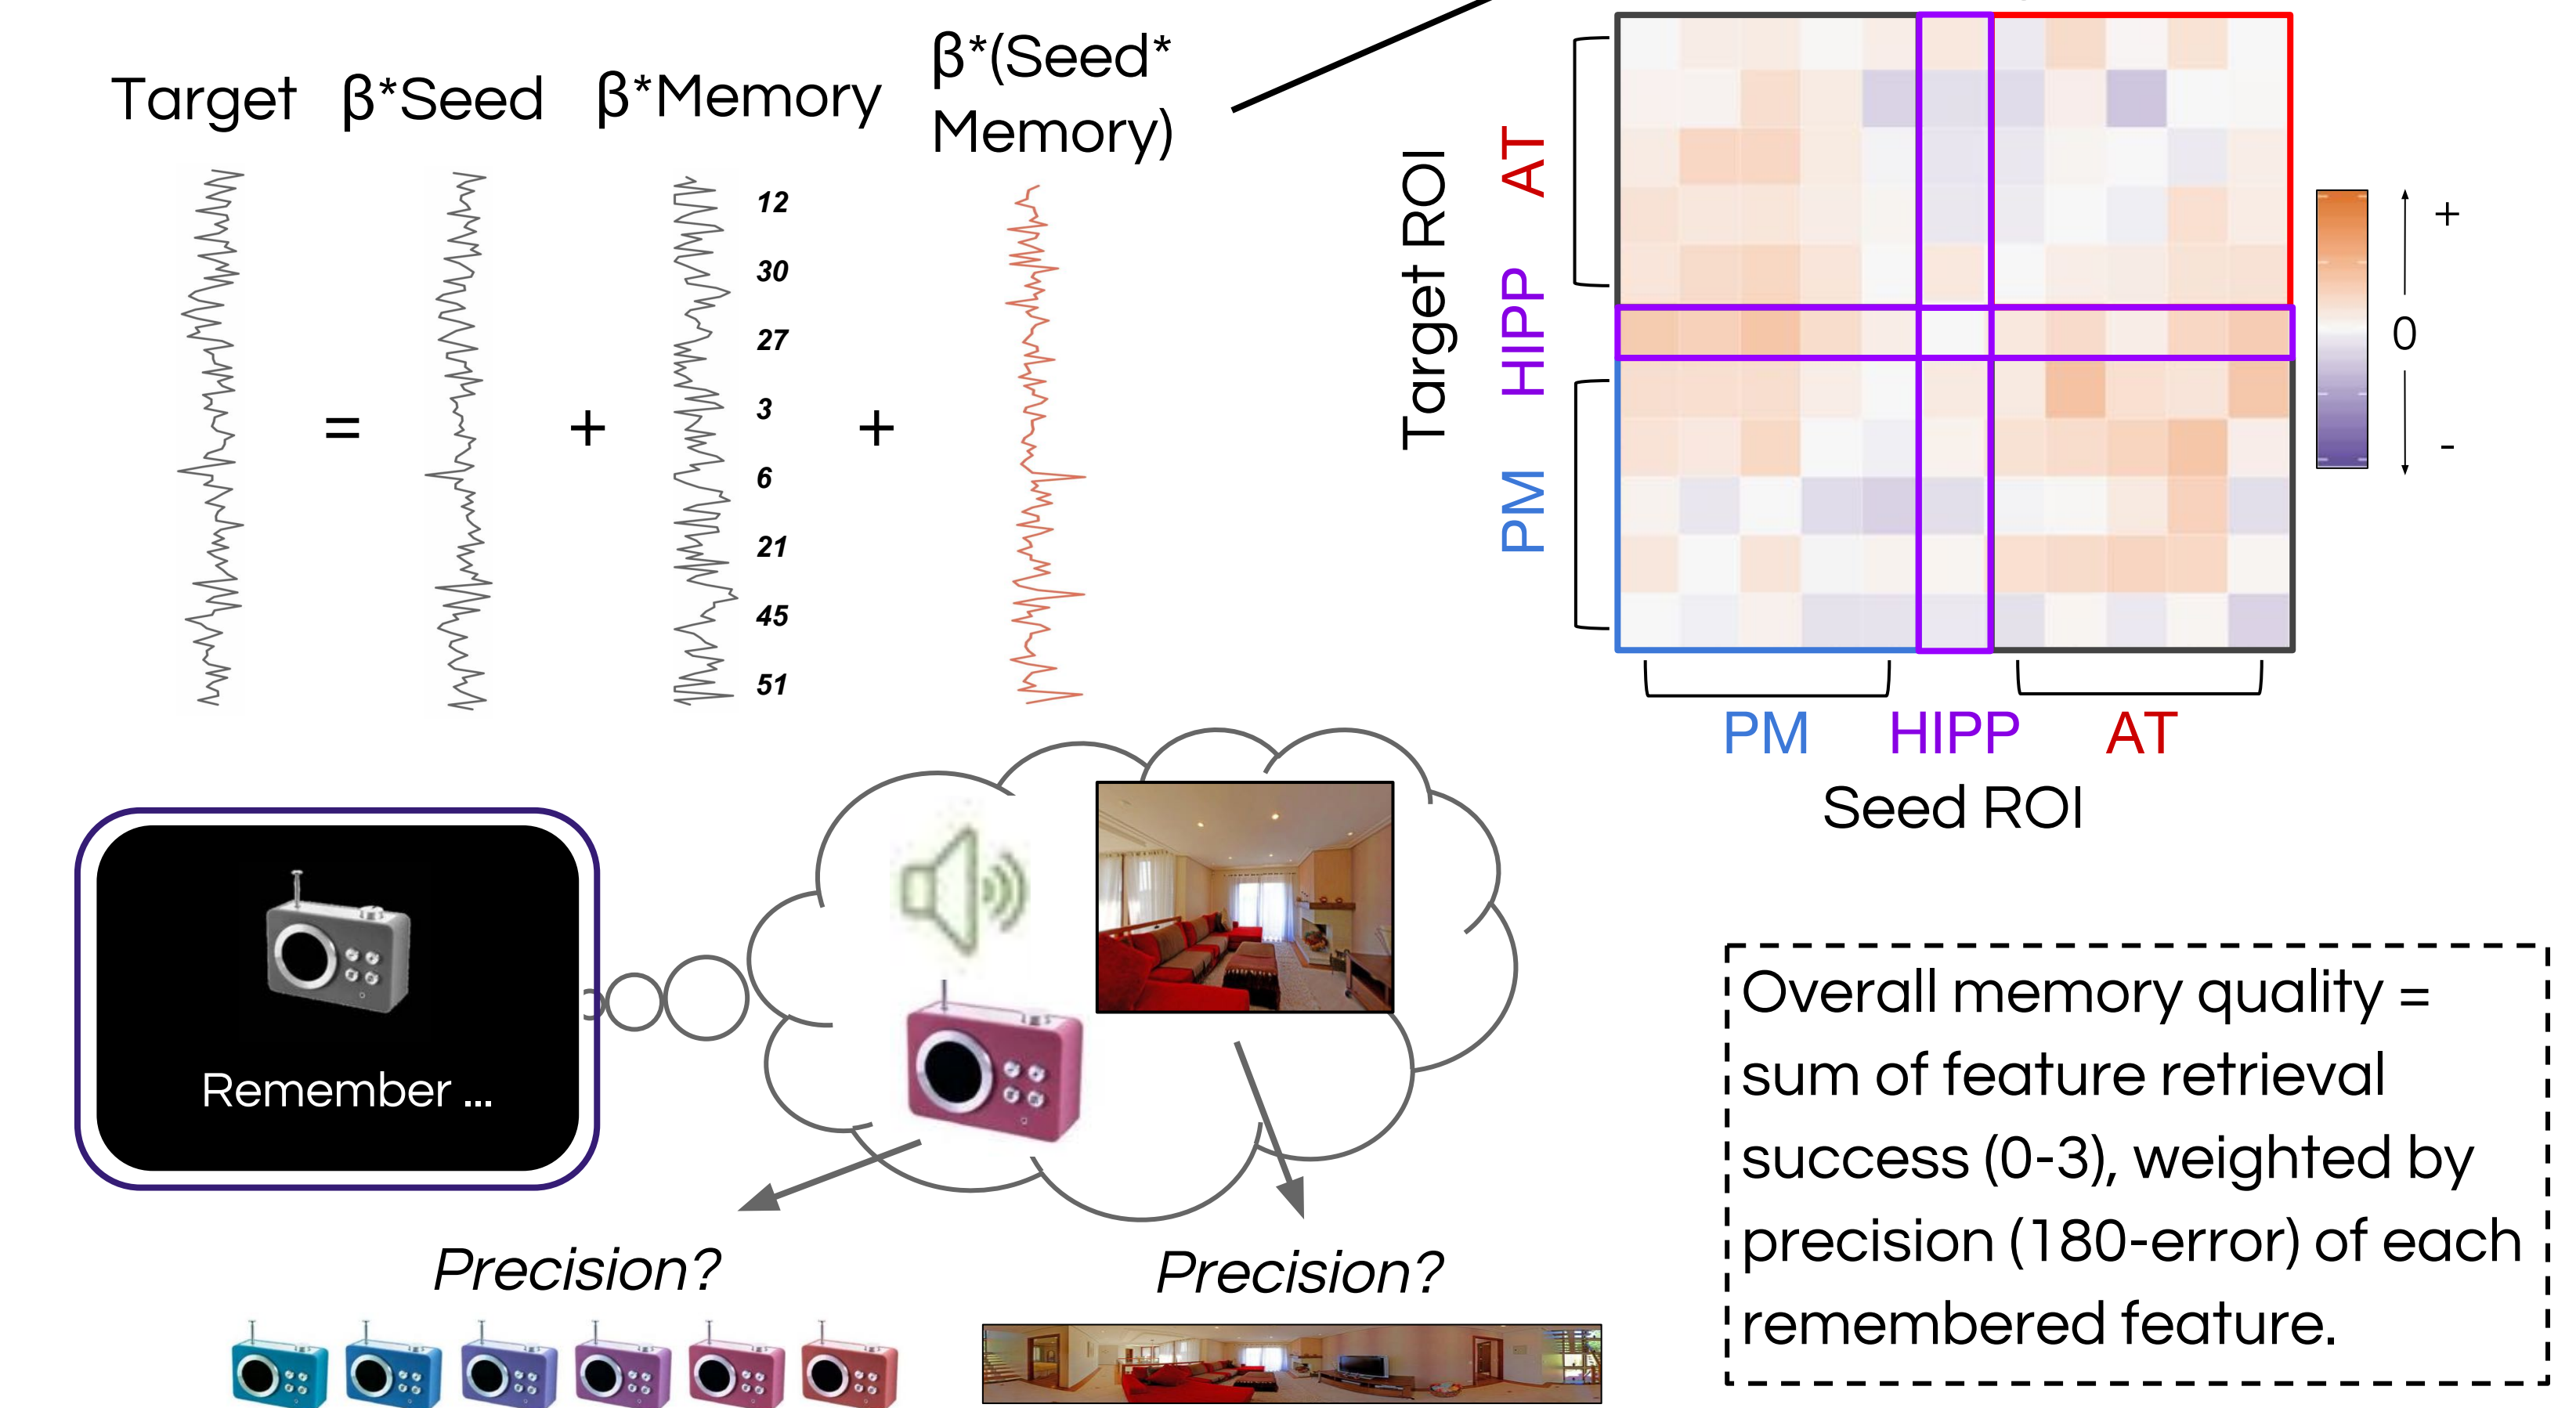 Target
β*Seed
β*Memory
β*(Seed*
Memory)
=
+
+
12
30
27
3
6
21
45
51
Target ROI
AT
HIPP
PM
+
0
-
PM
HIPP
AT
Seed ROI
Remember ...
Precision?
Precision?
Overall memory quality =
sum of feature retrieval
success (0-3), weighted by
precision (180-error) of each
remembered feature.